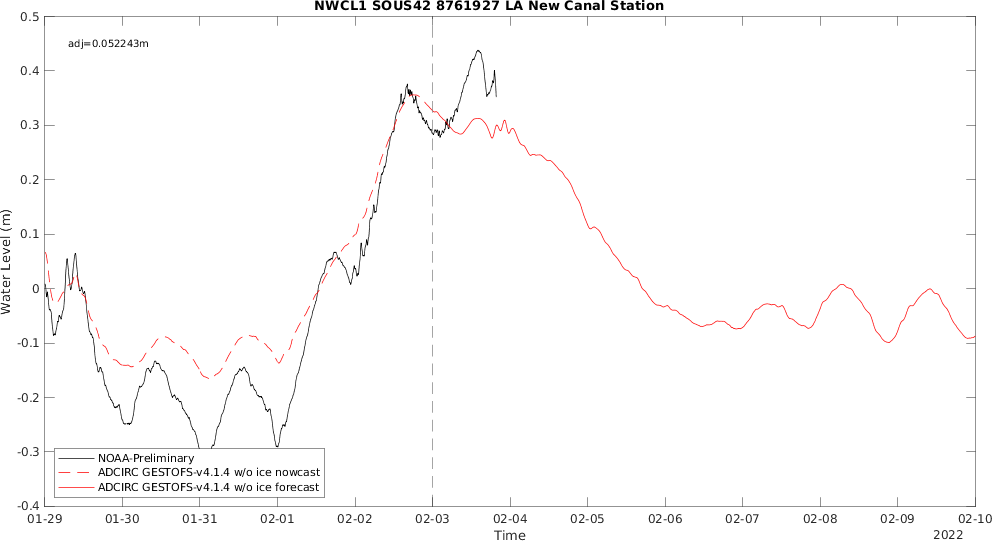 NWCL1 SOUS42 8761927 LA New Canal Station
adj=0.052243m
Water Level (m)
0.5
0.4
0.3
0.2
0.1
0
-0.1
-0.2
-0.3
-0.4
NOAA-Preliminary
ADCIRC GESTOFS-v4.1.4 w/o ice nowcast
ADCIRC GESTOFS-v4.1.4 w/o ice forecast
01-29 01-30 01-31 02-01 02-02 02-03 02-04 02-05 02-06 02-07 02-08 02-09 02-10
Time
2022